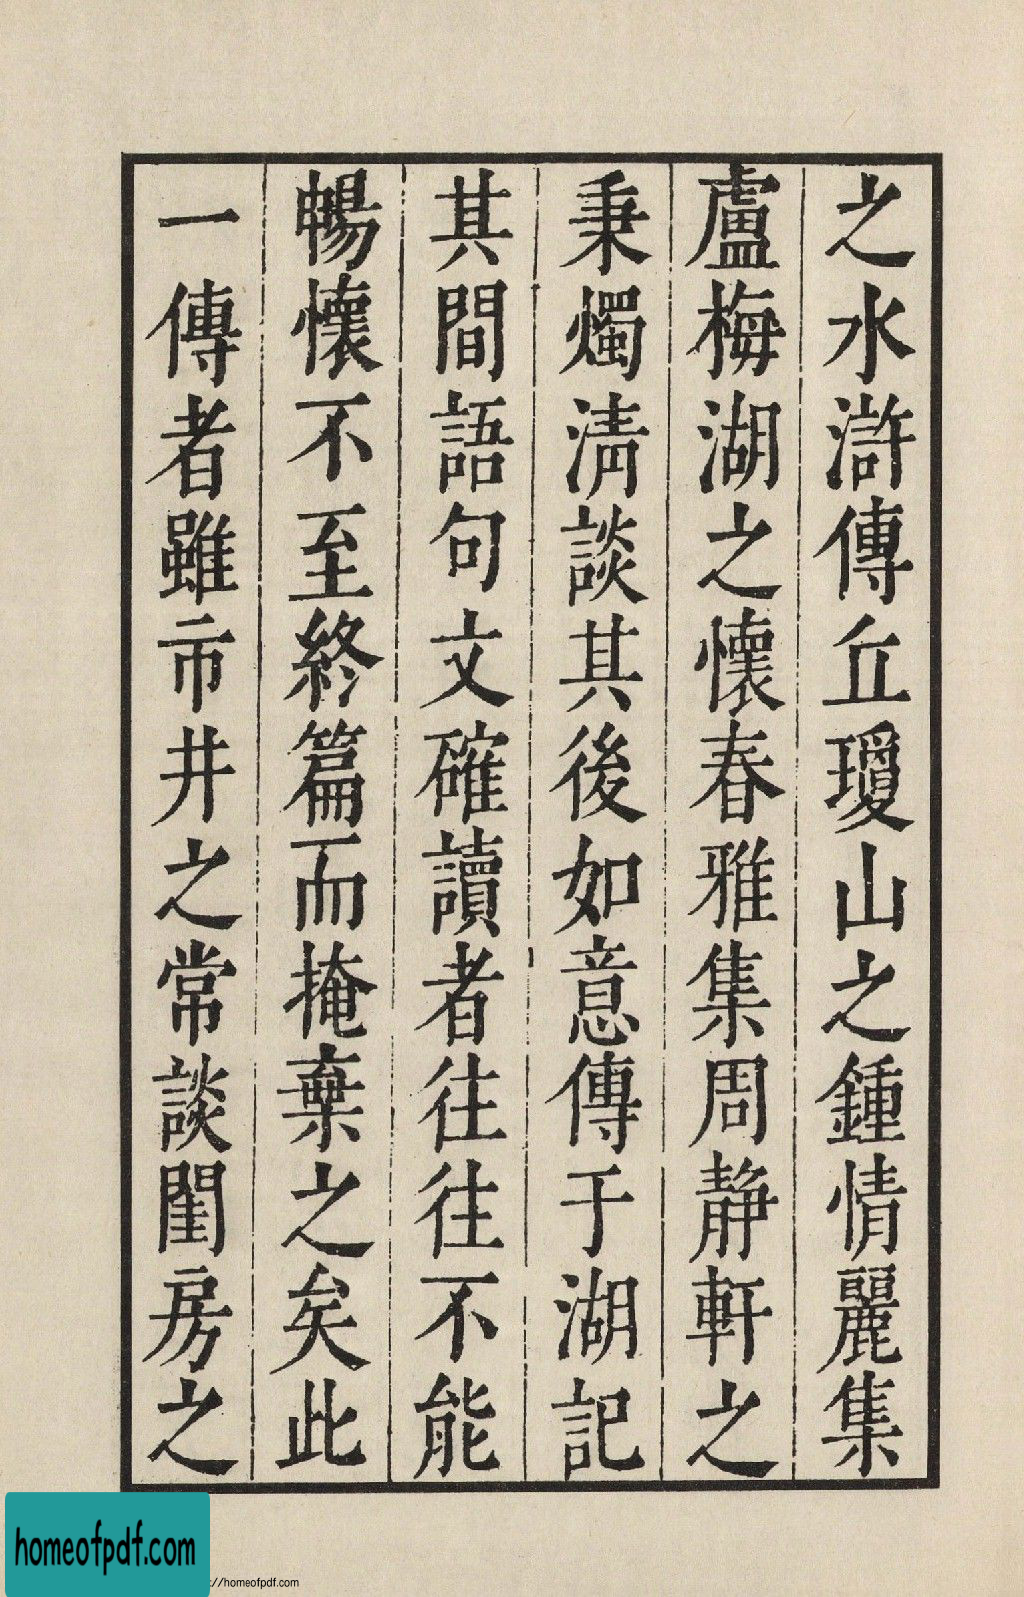 之水滸傳丘瓊山之鍾情麗集
盧梅湖之懷春雅集周靜軒之
秉燭清談其後如意傳于湖記
其間語句文確讀者往往不能
暢懷不至終篇而掩棄之矣此
一傳者雖市井之常談閨房之
homeofpdf.com
://homeofpdf.com